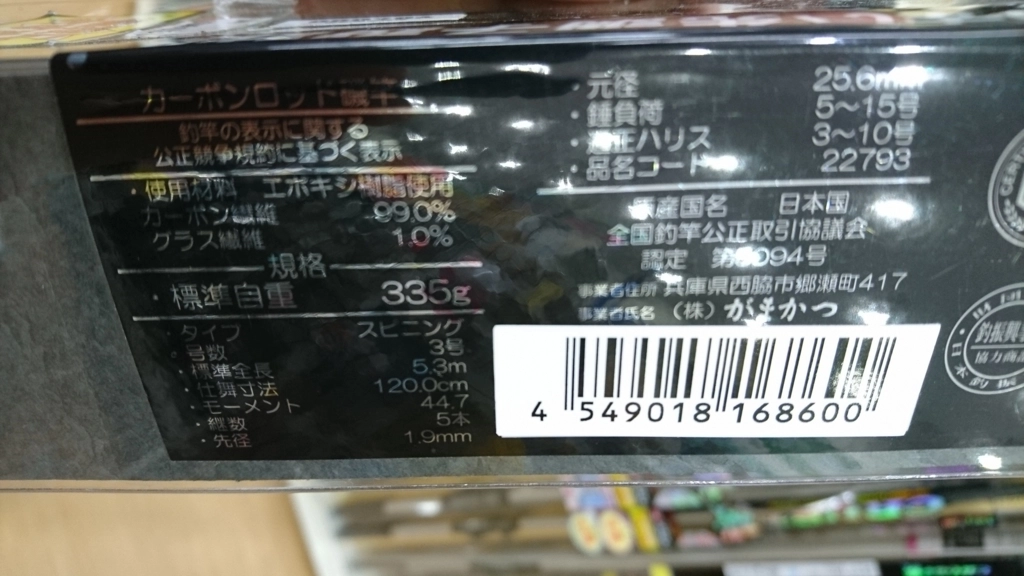 カーボンロッド磯竿
釣竿の表示に関する
公正競争規約に基づく表示
・使用材料 エポキシ樹脂使用
カーボン繊維 99.0%
グラス繊維 1.0%
規格
・標準自重 335g
・タイプ スピニング
・号数 3号
・標準全長 5.3m
・仕舞寸法 120.0cm
・モーメント 44.7
・継数 5本
・先径 1.9mm
・元径 25.6mm
・錘負荷 5〜15号
・適正ハリス 3〜10号
・品名コード 22793
原産国名 日本国
全国釣竿公正取引協議会
認定
事業者住所 兵庫県西脇市郷瀬町417
事業者氏名 (株)がまかつ
4 549018 168600